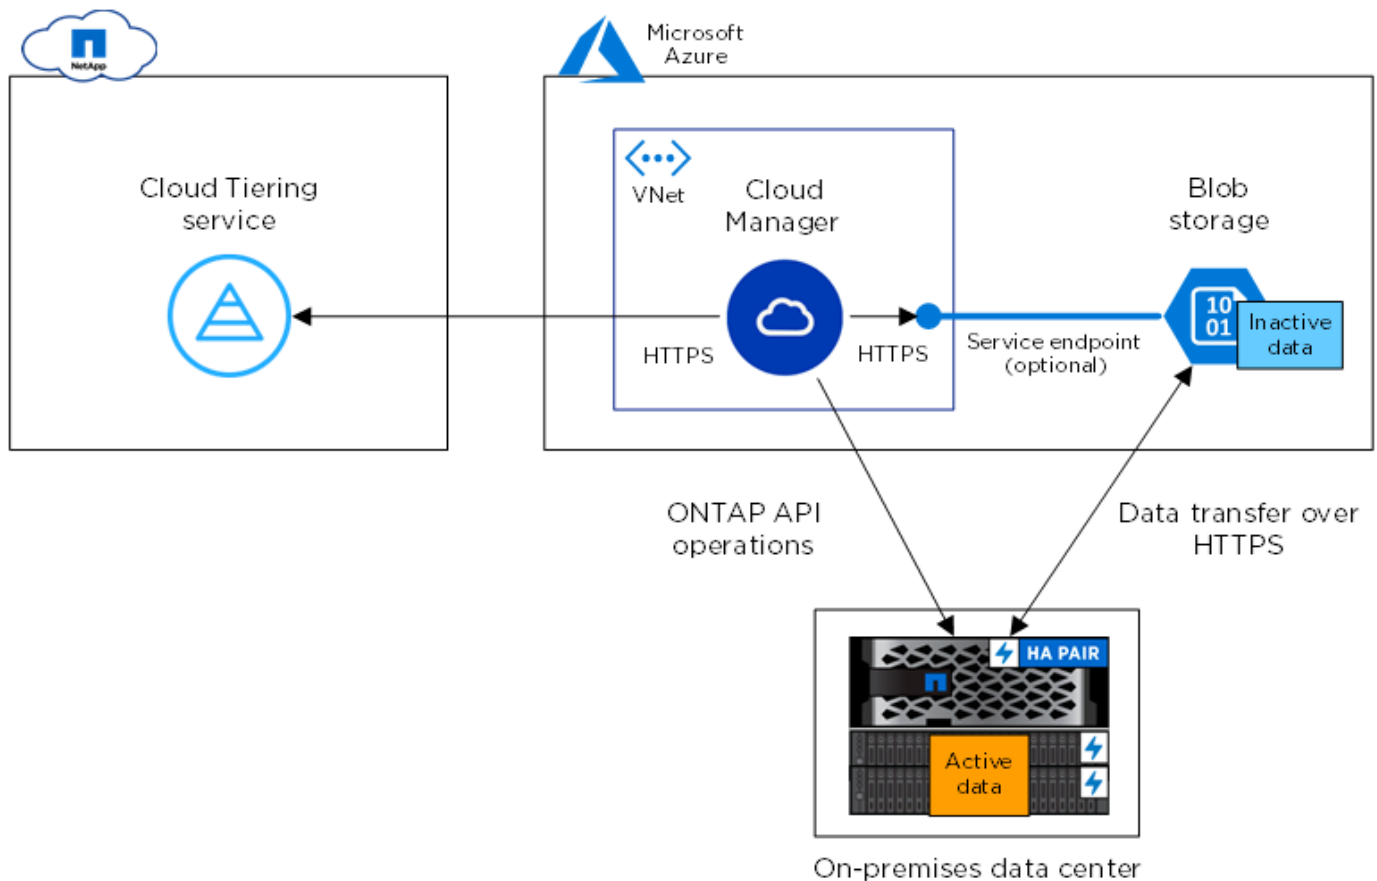 NetApp
Microsoft
Azure
Cloud Tiering
service
VNet
Cloud
Manager
Blob
storage
HTTPS
HTTPS
Service endpoint
(optional)
10
01
Inactive
data
ONTAP API
operations
Data transfer over
HTTPS
HA PAIR
Active
data
On-premises data center